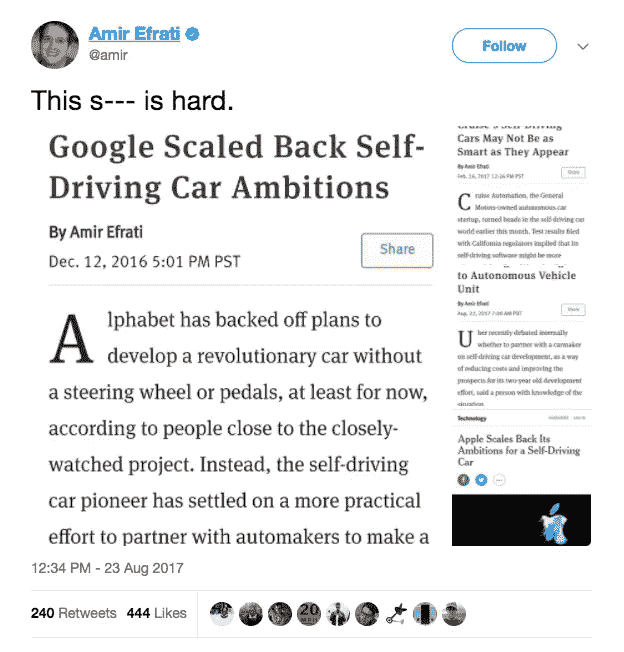 Amir Efrati
@amir
Follow
This s--- is hard.
Google Scaled Back Self-
Driving Car Ambitions
By Amir Efrati
Dec. 12, 2016 5:01 PM PST
Share
Alphabet has backed off plans to
develop a revolutionary car without
a steering wheel or pedals, at least for now,
according to people close to the closely-
watched project. Instead, the self-driving
car pioneer has settled on a more practical
effort to partner with automakers to make a
Cars May Not Be as
Smart as They Appear
By Amir Efrati
Feb. 16, 2017 12:26 PM PST
Share
Cruise Automation, the General
Motors-owned autonomous car
startup, turned heads in the self-driving car
world earlier this month. Test results filed
with California regulators implied that its
self-driving software might be more
to Autonomous Vehicle
Unit
By Amir Efrati
Aug. 22, 2017 7:00 AM PDT
Share
Uber recently debated internally
whether to partner with a carmaker
on self-driving car development, as a way
of reducing costs and improving the
prospects for its two-year old development
effort, said a person with knowledge of the
situation.
Technology
Apple Scales Back Its
Ambitions for a Self-Driving
Car
12:34 PM - 23 Aug 2017
240 Retweets 444 Likes
20